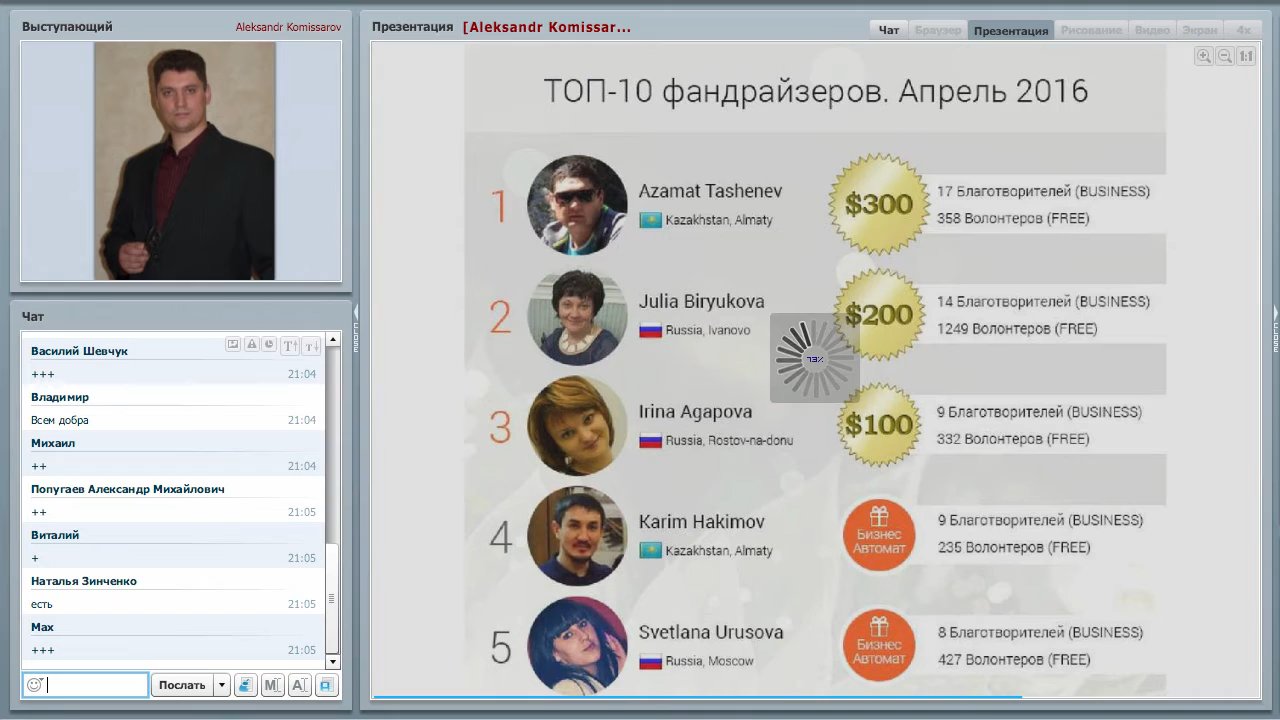 Выступающий
Aleksandr Komissarov
Чат
Василий Шевчук
+++ 21:04
Владимир
Всем добра 21:04
Михаил
++ 21:04
Попугаев Александр Михайлович
++ 21:05
Виталий
+ 21:05
Наталья Зинченко
есть 21:05
Max
+++ 21:05
Послать
Презентация [Aleksandr Komissar...
Чат Браузер Презентация Рисование Видео Экран 4x
1:1
ТОП-10 фандрайзеров. Апрель 2016
1
Azamat Tashenev
Kazakhstan, Almaty
$300
17 Благотворителей (BUSINESS)
358 Волонтеров (FREE)
2
Julia Biryukova
Russia, Ivanovo
$200
14 Благотворителей (BUSINESS)
1249 Волонтеров (FREE)
73%
3
Irina Agapova
Russia, Rostov-na-donu
$100
9 Благотворителей (BUSINESS)
332 Волонтеров (FREE)
4
Karim Hakimov
Kazakhstan, Almaty
Бизнес
Автомат
9 Благотворителей (BUSINESS)
235 Волонтеров (FREE)
5
Svetlana Urusova
Russia, Moscow
Бизнес
Автомат
8 Благотворителей (BUSINESS)
427 Волонтеров (FREE)